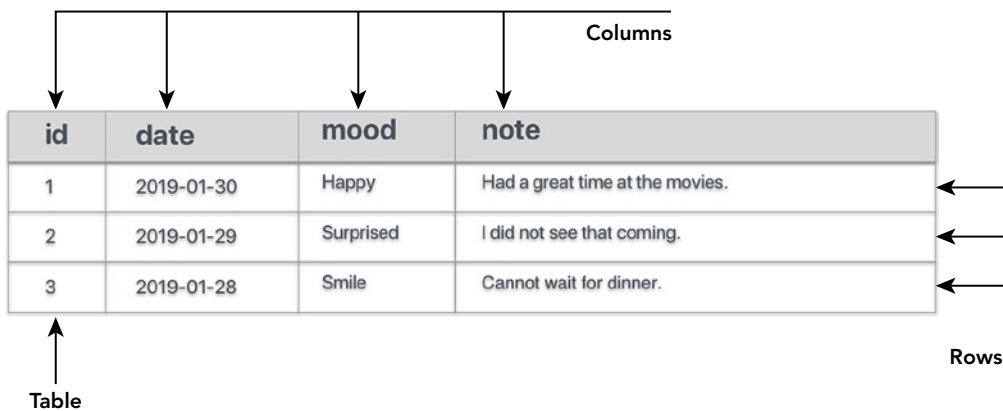 Columns
id date mood note
1 2019-01-30 Happy Had a great time at the movies.
2 2019-01-29 Surprised I did not see that coming.
3 2019-01-28 Smile Cannot wait for dinner.
Rows
Table